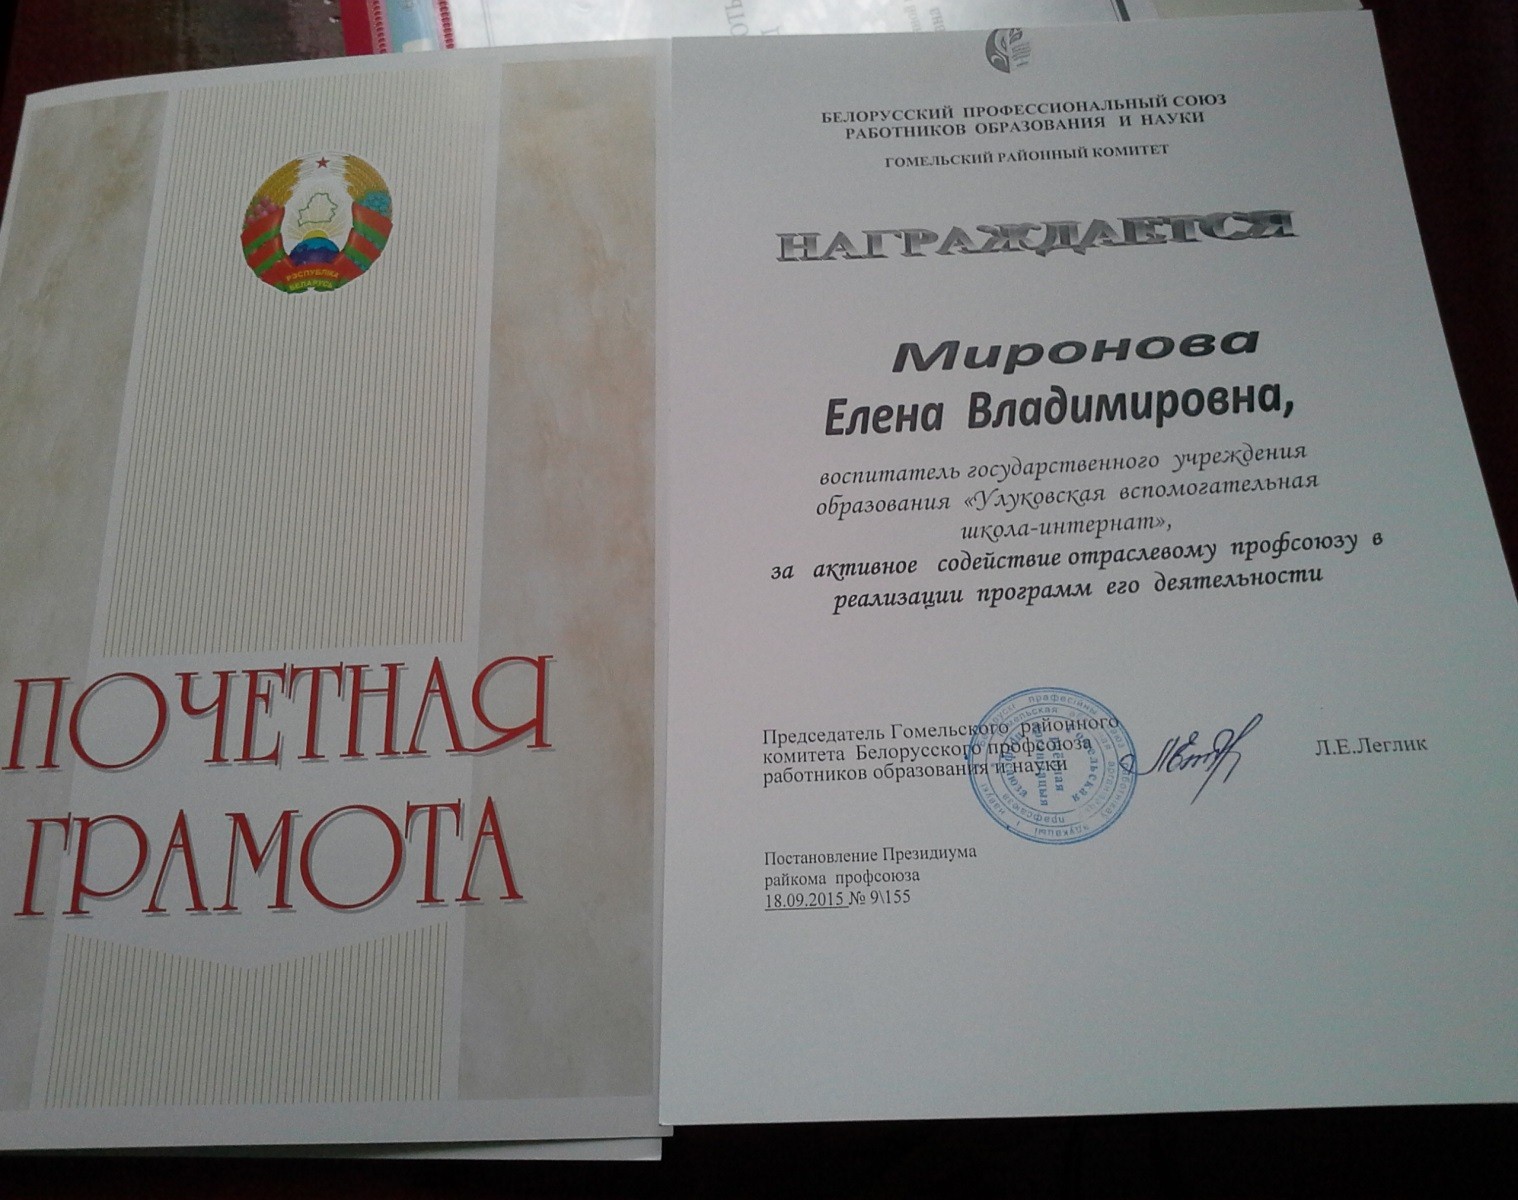 РЭСПУБЛІКА
БЕЛАРУСЬ
ПОЧЕТНАЯ
ГРАМОТА
БЕЛОРУССКИЙ ПРОФЕССИОНАЛЬНЫЙ СОЮЗ
РАБОТНИКОВ ОБРАЗОВАНИЯ И НАУКИ
ГОМЕЛЬСКИЙ РАЙОННЫЙ КОМИТЕТ
НАГРАЖДАЕТСЯ
Миронова
Елена Владимировна,
воспитатель государственного учреждения
образования «Улуковская вспомогательная
школа-интернат»,
за активное содействие отраслевому профсоюзу в
реализации программ его деятельности
Председатель Гомельского районного
комитета Белорусского профсоюза
работников образования и науки
Л.Е.Леглик
Постановление Президиума
райкома профсоюза
18.09.2015 № 9\155